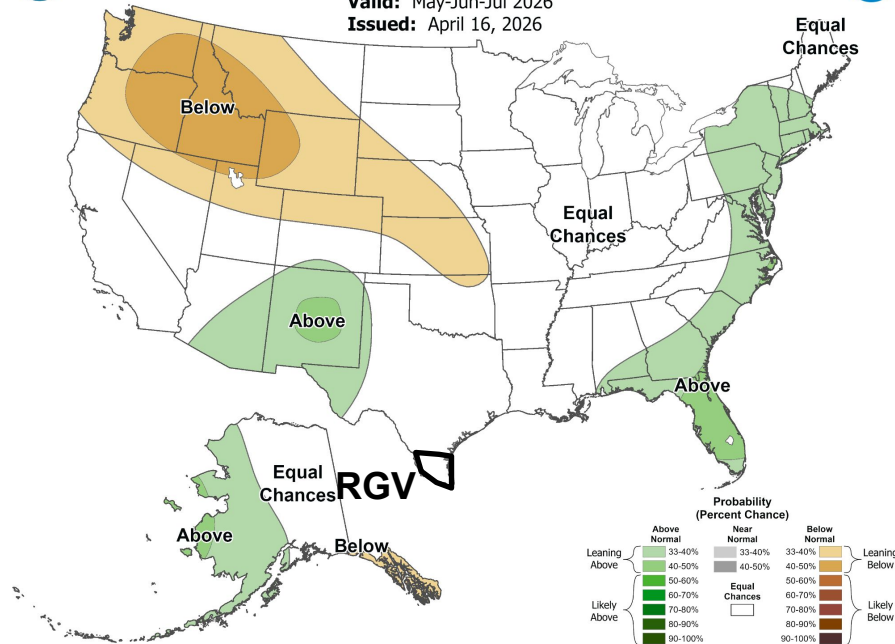 Valid: May-Jun-Jul 2026
Issued: April 16, 2026
Equal
Chances
Below
Equal
Chances
Above
Above
Equal
Chances
RGV
Above
Below
Probability
(Percent Chance)
Above
Normal
Near
Normal
Below
Normal
Leaning
Above
33-40%
33-40%
33-40%
Leaning
Below
40-50%
40-50%
40-50%
Likely
Above
50-60%
Equal
Chances
50-60%
Likely
Below
60-70%
60-70%
70-80%
70-80%
80-90%
80-90%
90-100%
90-100%